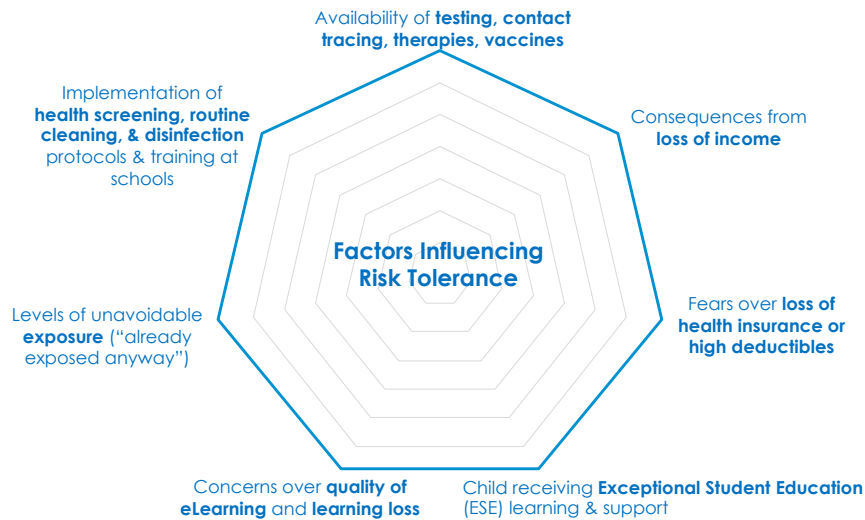 Availability of testing, contact
tracing, therapies, vaccines
Implementation of
health screening, routine
cleaning, & disinfection
protocols & training at
schools
Consequences from
loss of income
Factors Influencing
Risk Tolerance
Levels of unavoidable
exposure (“already
exposed anyway”)
Fears over loss of
health insurance or
high deductibles
Concerns over quality of
eLearning and learning loss
Child receiving Exceptional Student Education
(ESE) learning & support